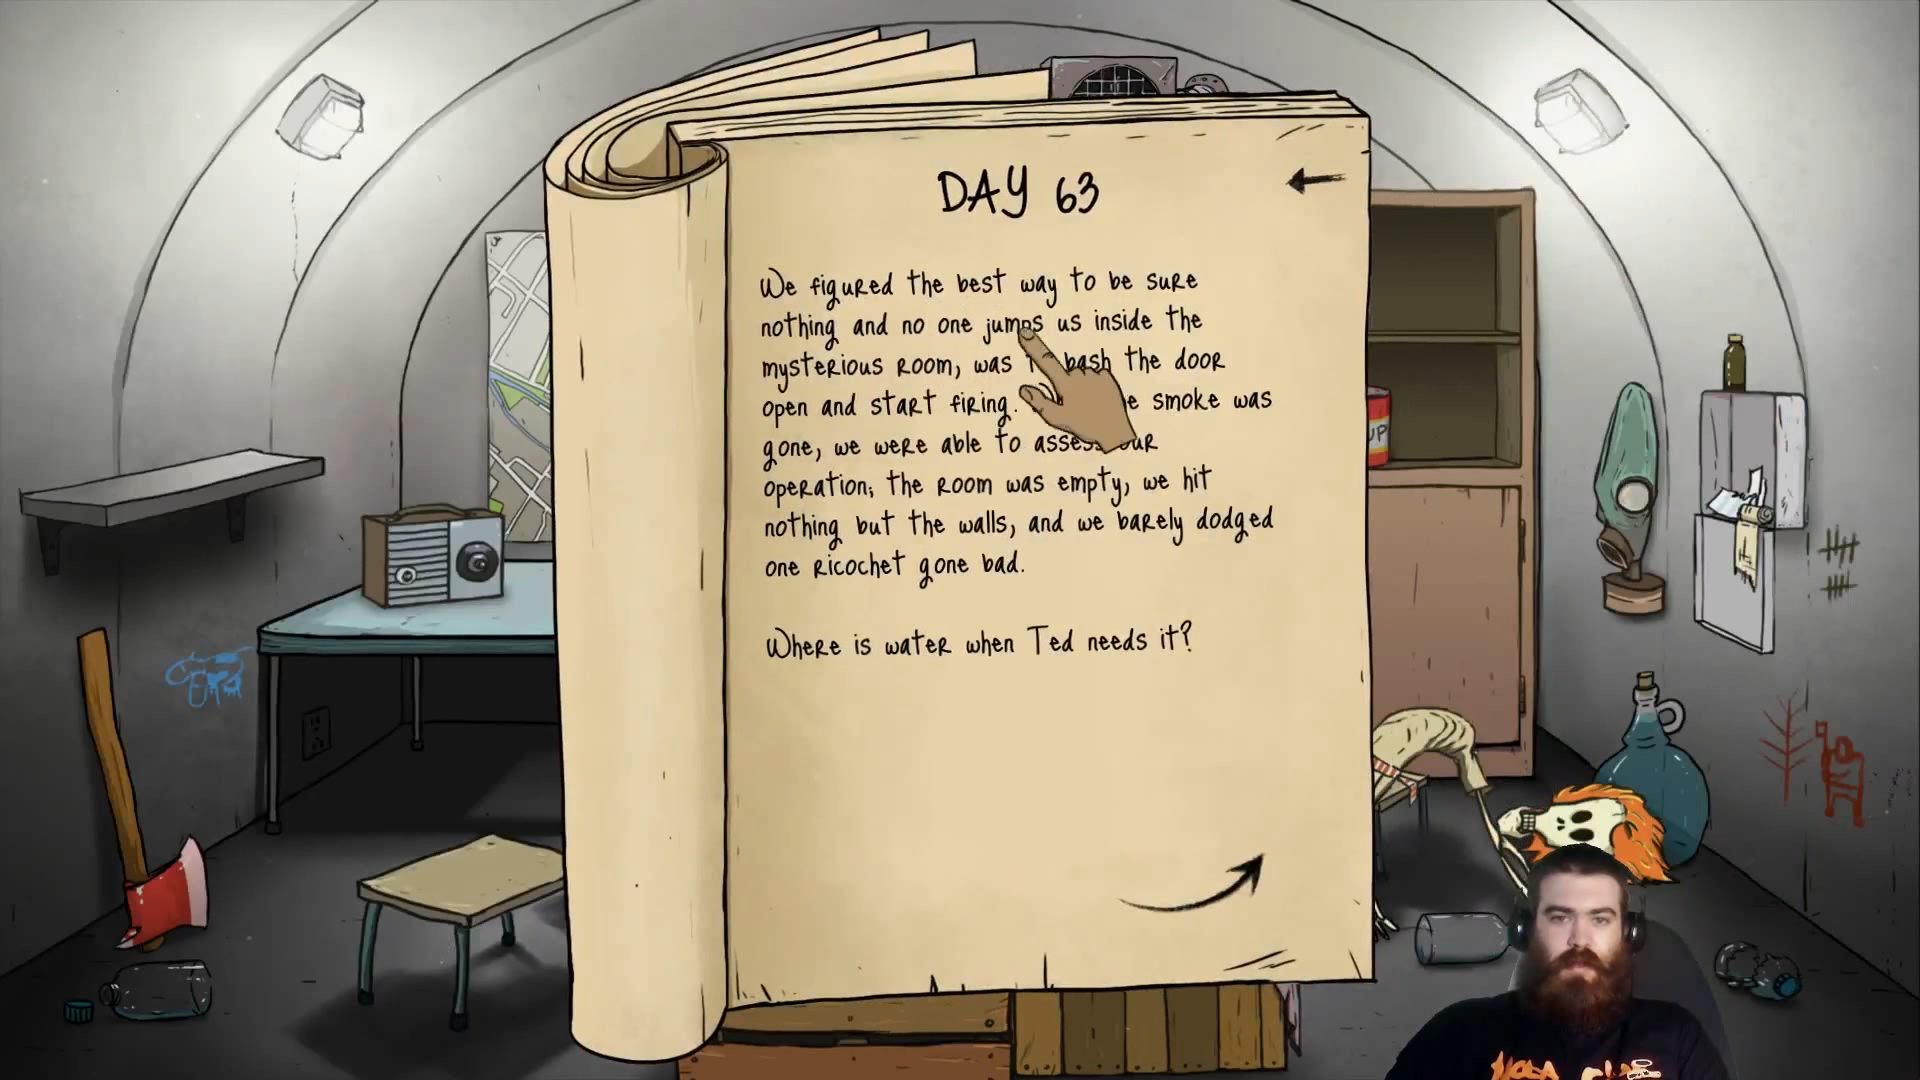 DAY 63
We figured the best way to be sure
nothing and no one jumps us inside the
mysterious room, was bash the door
open and start firing. smoke was
gone, we were able to assess our
operation; the room was empty, we hit
nothing but the walls, and we barely dodged
one ricochet gone bad.
Where is water when Ted needs it?
UP